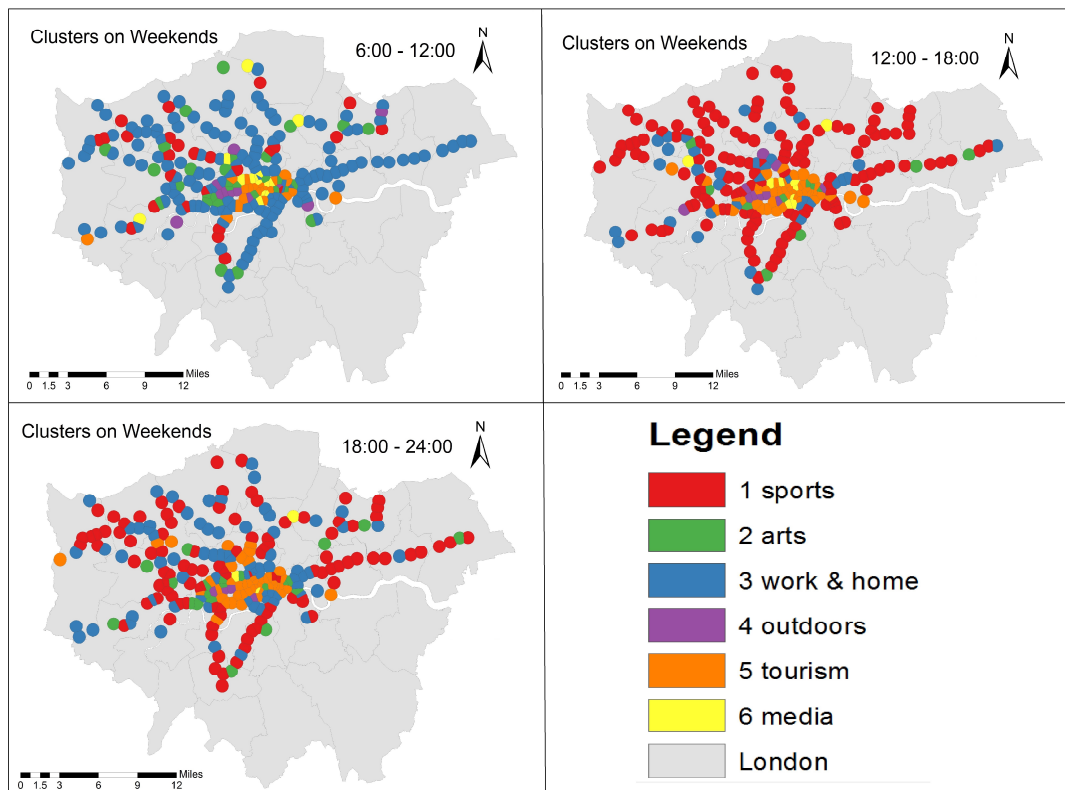 Clusters on Weekends
6:00 - 12:00
N
0 1.5 3 6 9 12 Miles
Clusters on Weekends
12:00 - 18:00
N
0 1.5 3 6 9 12 Miles
Clusters on Weekends
18:00 - 24:00
N
0 1.5 3 6 9 12 Miles
Legend
1 sports
2 arts
3 work & home
4 outdoors
5 tourism
6 media
London